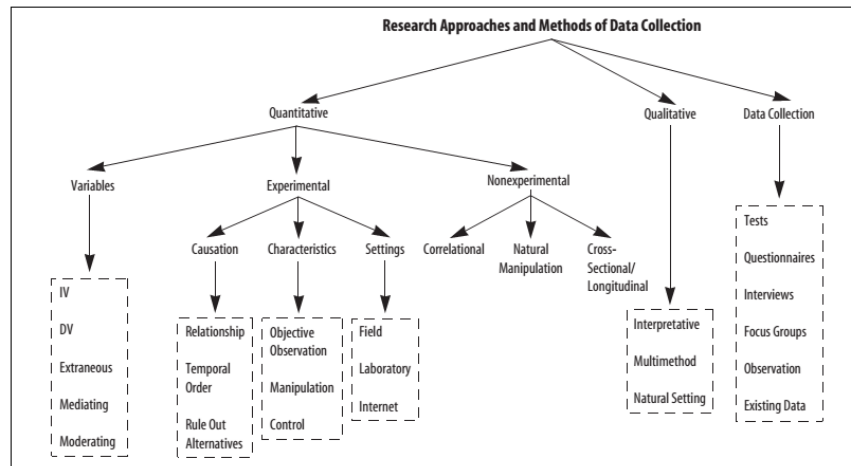 Research Approaches and Methods of Data Collection
Quantitative
Qualitative
Data Collection
Variables
Experimental
Nonexperimental
Causation
Characteristics
Settings
Correlational
Natural
Manipulation
Cross-
Sectional/
Longitudinal
IV
DV
Extraneous
Mediating
Moderating
Relationship
Temporal
Order
Rule Out
Alternatives
Objective
Observation
Manipulation
Control
Field
Laboratory
Internet
Interpretative
Multimethod
Natural Setting
Tests
Questionnaires
Interviews
Focus Groups
Observation
Existing Data